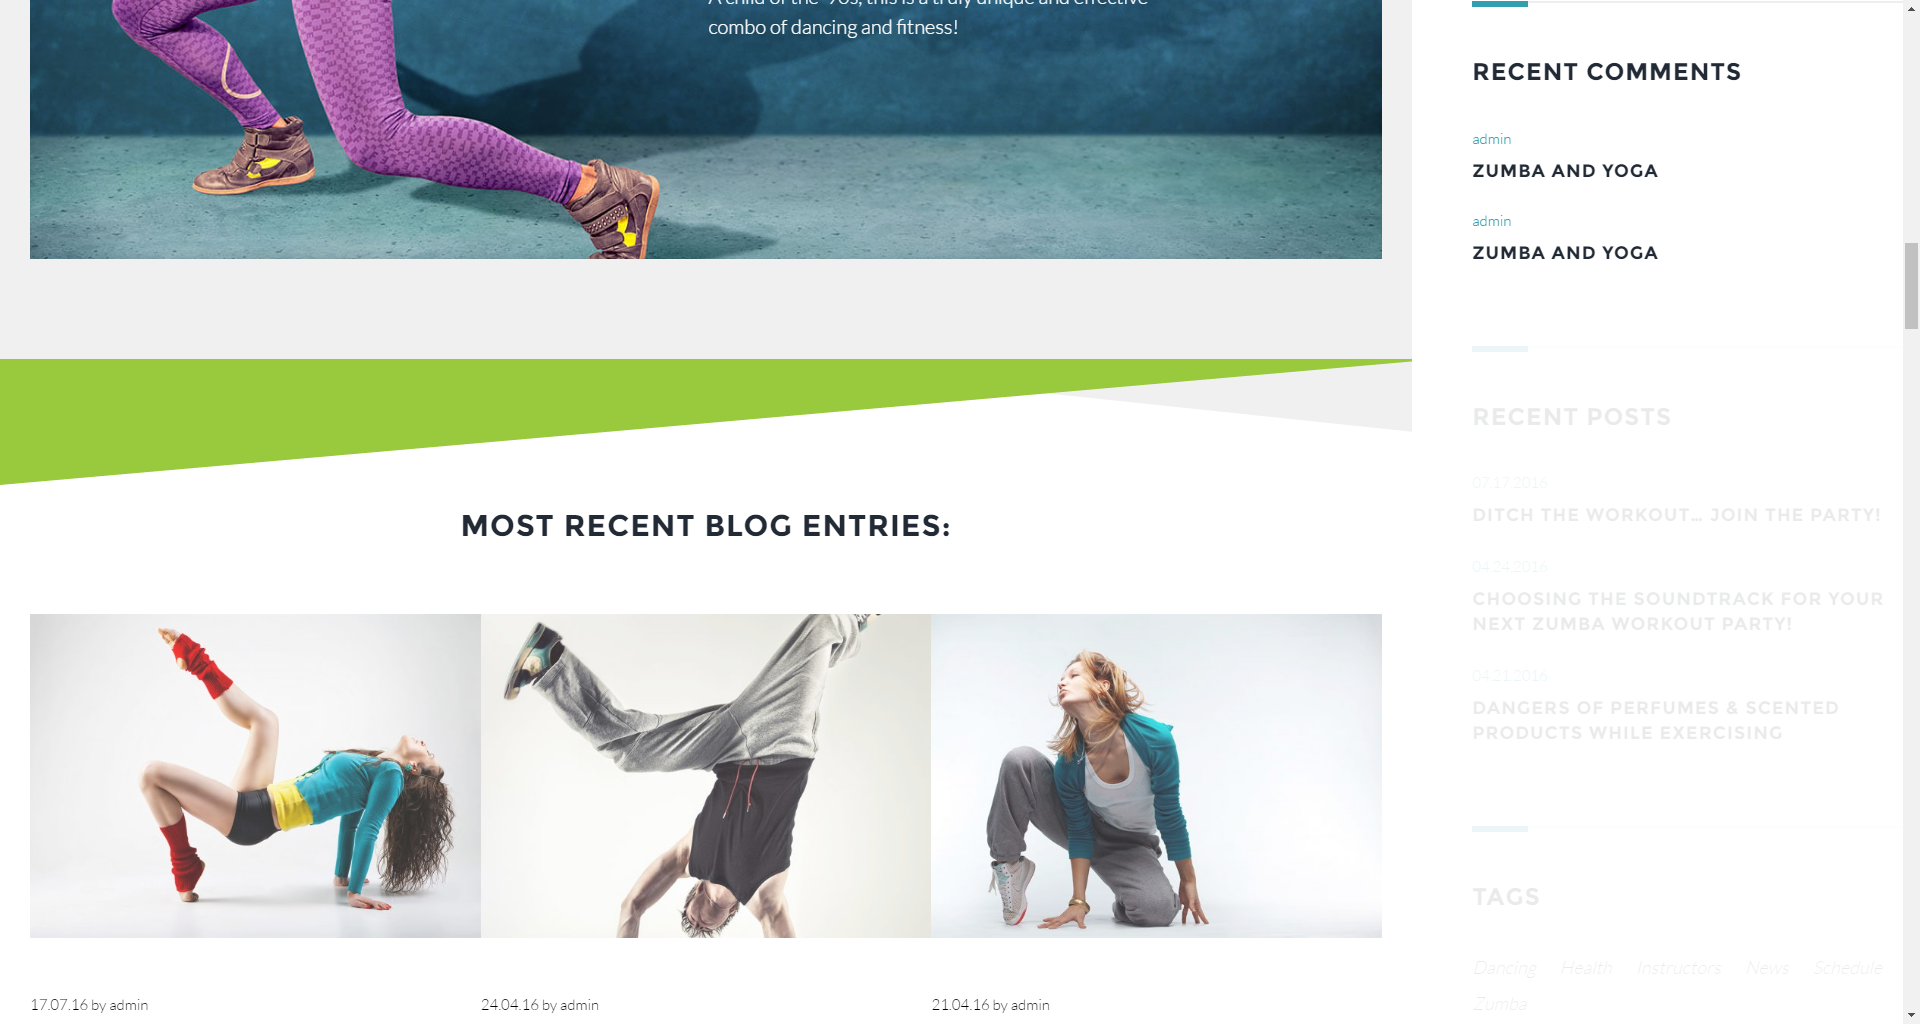 A child of the '90s, this is a truly unique and effective
combo of dancing and fitness!
MOST RECENT BLOG ENTRIES:
17.07.16 by admin
24.04.16 by admin
21.04.16 by admin
RECENT COMMENTS
admin
ZUMBA AND YOGA
admin
ZUMBA AND YOGA
RECENT POSTS
07.17.2016
DITCH THE WORKOUT... JOIN THE PARTY!
04.24.2016
CHOOSING THE SOUNDTRACK FOR YOUR
NEXT ZUMBA WORKOUT PARTY!
04.21.2016
DANGERS OF PERFUMES & SCENTED
PRODUCTS WHILE EXERCISING
TAGS
Dancing Health Instructors News Schedule
Zumba